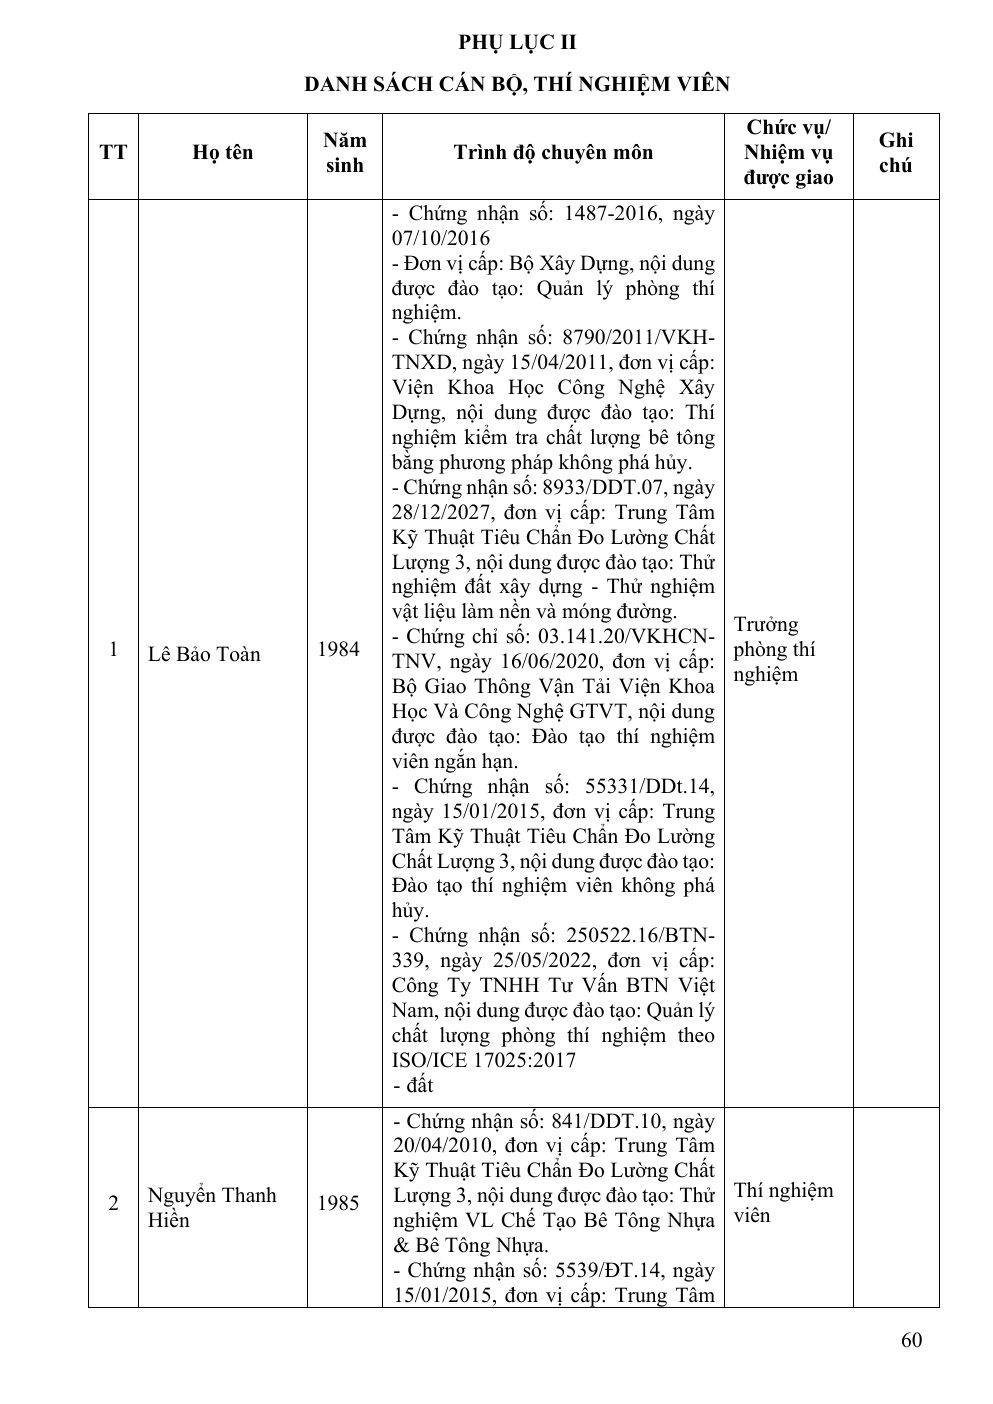 PHỤ LỤC II
DANH SÁCH CÁN BỘ, THÍ NGHIỆM VIÊN
TT
Họ tên
Năm
sinh
Trình độ chuyên môn
Chức vụ/
Nhiệm vụ
được giao
Ghi
chú
1
Lê Bảo Toàn
1984
- Chứng nhận số: 1487-2016, ngày
07/10/2016
- Đơn vị cấp: Bộ Xây Dựng, nội dung
được đào tạo: Quản lý phòng thí
nghiệm.
- Chứng nhận số: 8790/2011/VKH-
TNXD, ngày 15/04/2011, đơn vị cấp:
Viện Khoa Học Công Nghệ Xây
Dựng, nội dung được đào tạo: Thí
nghiệm kiểm tra chất lượng bê tông
bằng phương pháp không phá hủy.
- Chứng nhận số: 8933/DDT.07, ngày
28/12/2027, đơn vị cấp: Trung Tâm
Kỹ Thuật Tiêu Chẩn Đo Lường Chất
Lượng 3, nội dung được đào tạo: Thử
nghiệm đất xây dựng - Thử nghiệm
vật liệu làm nền và móng đường.
- Chứng chỉ số: 03.141.20/VKHCN-
TNV, ngày 16/06/2020, đơn vị cấp:
Bộ Giao Thông Vận Tải Viện Khoa
Học Và Công Nghệ GTVT, nội dung
được đào tạo: Đào tạo thí nghiệm
viên ngắn hạn.
- Chứng nhận số: 55331/DDt.14,
ngày 15/01/2015, đơn vị cấp: Trung
Tâm Kỹ Thuật Tiêu Chẩn Đo Lường
Chất Lượng 3, nội dung được đào tạo:
Đào tạo thí nghiệm viên không phá
hủy.
- Chứng nhận số: 250522.16/BTN-
339, ngày 25/05/2022, đơn vị cấp:
Công Ty TNHH Tư Vấn BTN Việt
Nam, nội dung được đào tạo: Quản lý
chất lượng phòng thí nghiệm theo
ISO/ICE 17025:2017
- đất
Trưởng
phòng thí
nghiệm
2
Nguyển Thanh
Hiền
1985
- Chứng nhận số: 841/DDT.10, ngày
20/04/2010, đơn vị cấp: Trung Tâm
Kỹ Thuật Tiêu Chẩn Đo Lường Chất
Lượng 3, nội dung được đào tạo: Thử
nghiệm VL Chế Tạo Bê Tông Nhựa
& Bê Tông Nhựa.
- Chứng nhận số: 5539/ĐT.14, ngày
15/01/2015, đơn vị cấp: Trung Tâm
Thí nghiệm
viên
60